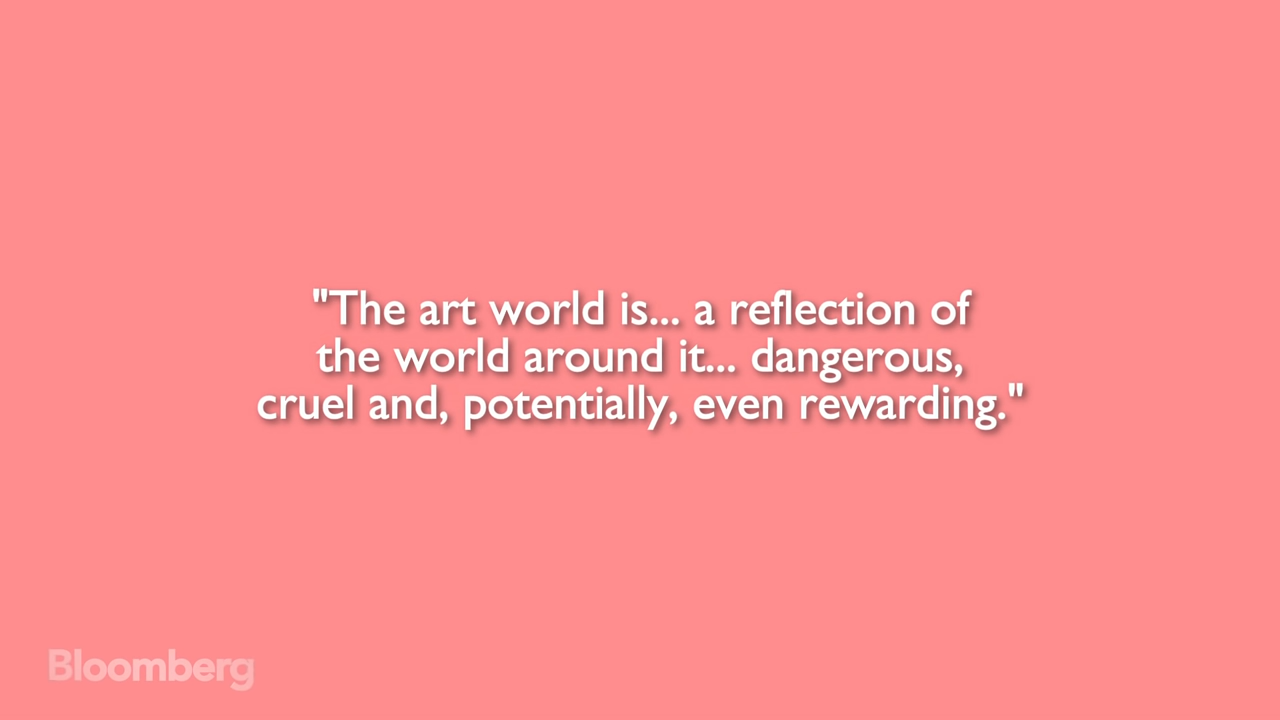 "The art world is... a reflection of
the world around it... dangerous,
cruel and, potentially, even rewarding."
Bloomberg